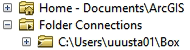 Home - Documents\ArcGIS
Folder Connections
C:\Users\uuusta01\Box